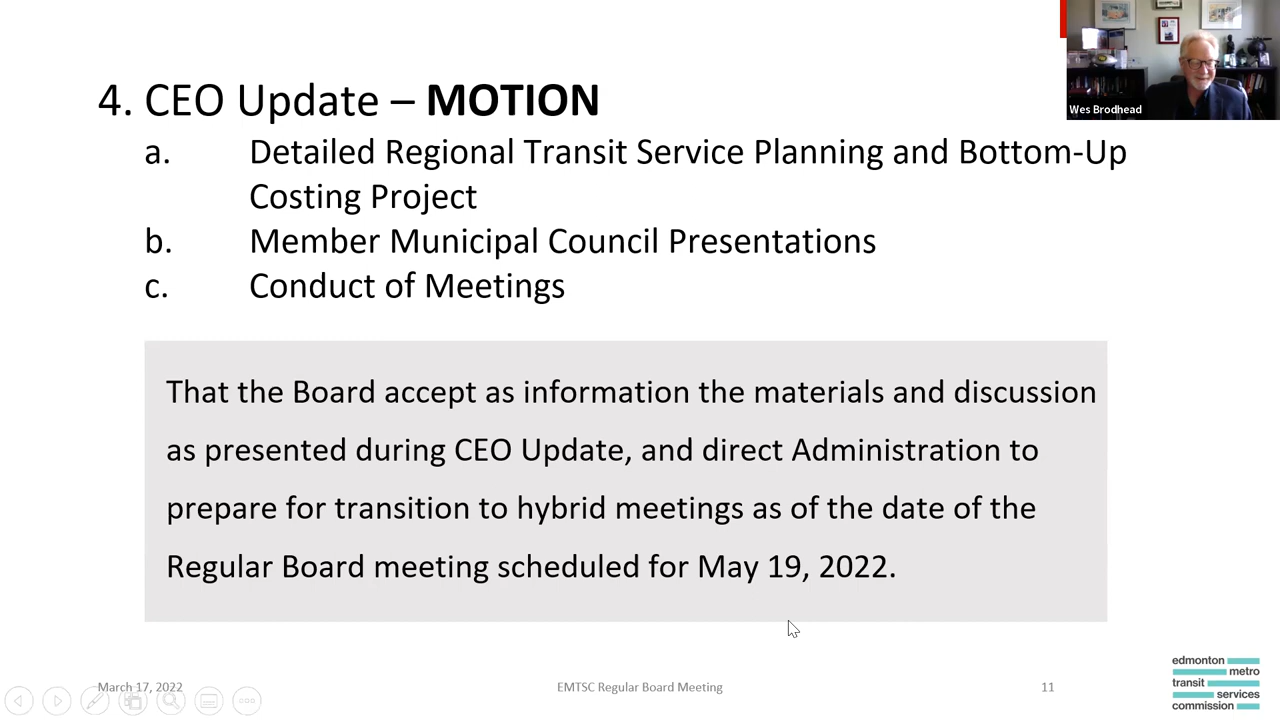 Wes Brodhead
4. CEO Update – MOTION
a. Detailed Regional Transit Service Planning and Bottom-Up
Costing Project
b. Member Municipal Council Presentations
c. Conduct of Meetings
That the Board accept as information the materials and discussion
as presented during CEO Update, and direct Administration to
prepare for transition to hybrid meetings as of the date of the
Regular Board meeting scheduled for May 19, 2022.
March 17, 2022
EMTSC Regular Board Meeting
11
edmonton
metro
transit
services
commission